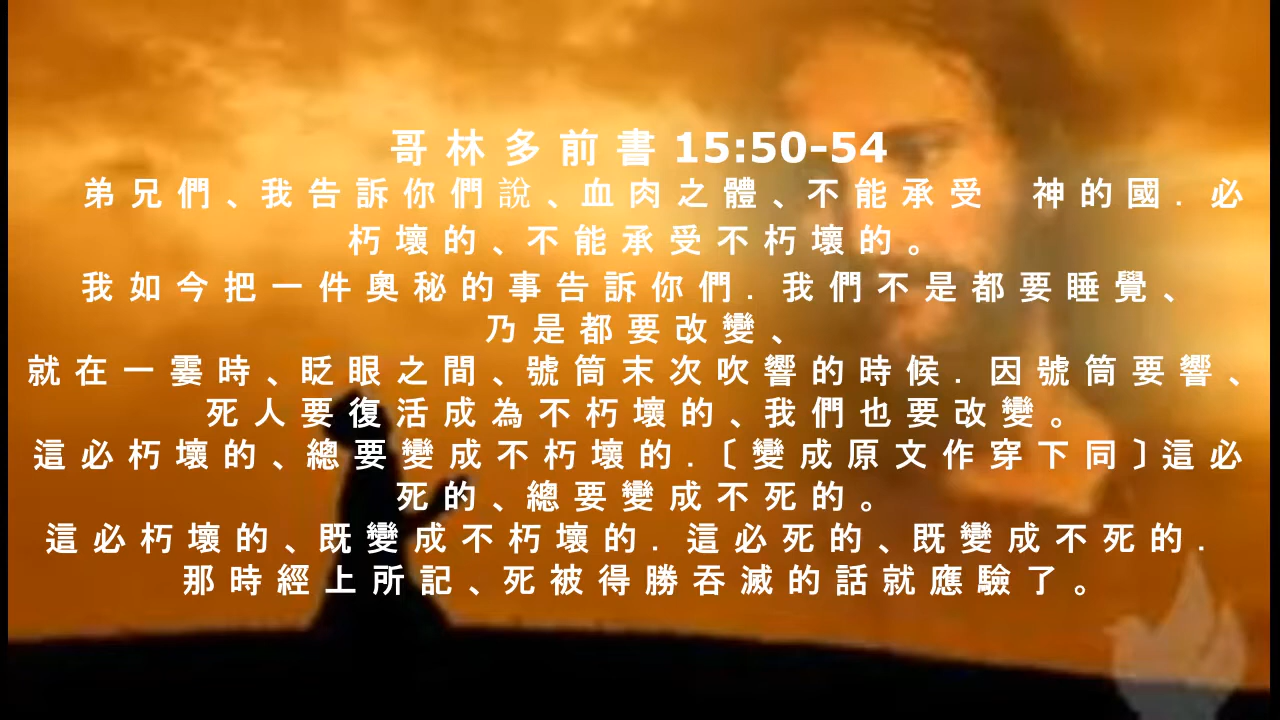 哥林多前書15:50-54
弟兄們、我告訴你們說、血肉之體、不能承受　神的國．必
朽壞的、不能承受不朽壞的。
我如今把一件奧秘的事告訴你們．我們不是都要睡覺、
乃是都要改變、
就在一霎時、眨眼之間、號筒末次吹響的時候．因號筒要響、
死人要復活成為不朽壞的、我們也要改變。
這必朽壞的、總要變成不朽壞的．〔變成原文作穿下同〕這必
死的、總要變成不死的。
這必朽壞的、既變成不朽壞的．這必死的、既變成不死的．
那時經上所記、死被得勝吞滅的話就應驗了。